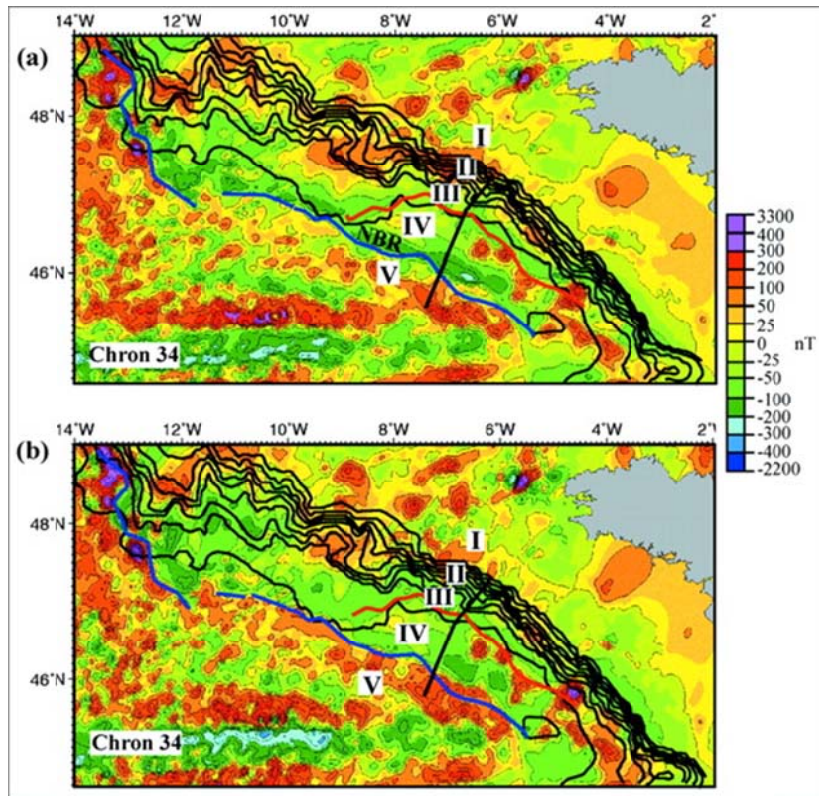 14°W 12°W 10°W 8°W 6°W 4°W 2°
(a)
48°N
I
II
III
IV
NBR
V
46°N
Chron 34
3300
400
300
200
100
50
25
0
-25
-50
-100
-200
-300
-400
-2200
nT
14°W 12°W 10°W 8°W 6°W 4°W 2°
(b)
48°N
I
II
III
IV
V
46°N
Chron 34